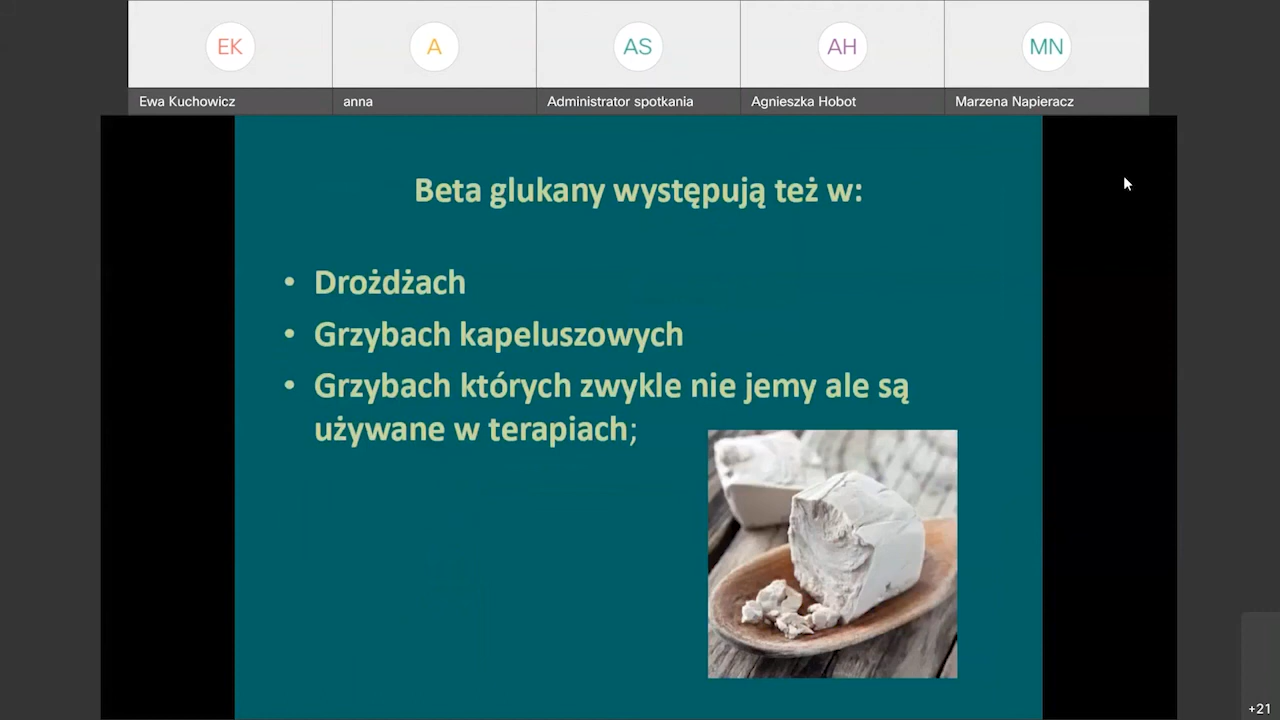 EK
A
AS
AH
MN
Ewa Kuchowicz
anna
Administrator spotkania
Agnieszka Hobot
Marzena Napieracz
Beta glukany występują też w:
• Drożdżach
• Grzybach kapeluszowych
• Grzybach których zwykle nie jemy ale są
używane w terapiach;
+21